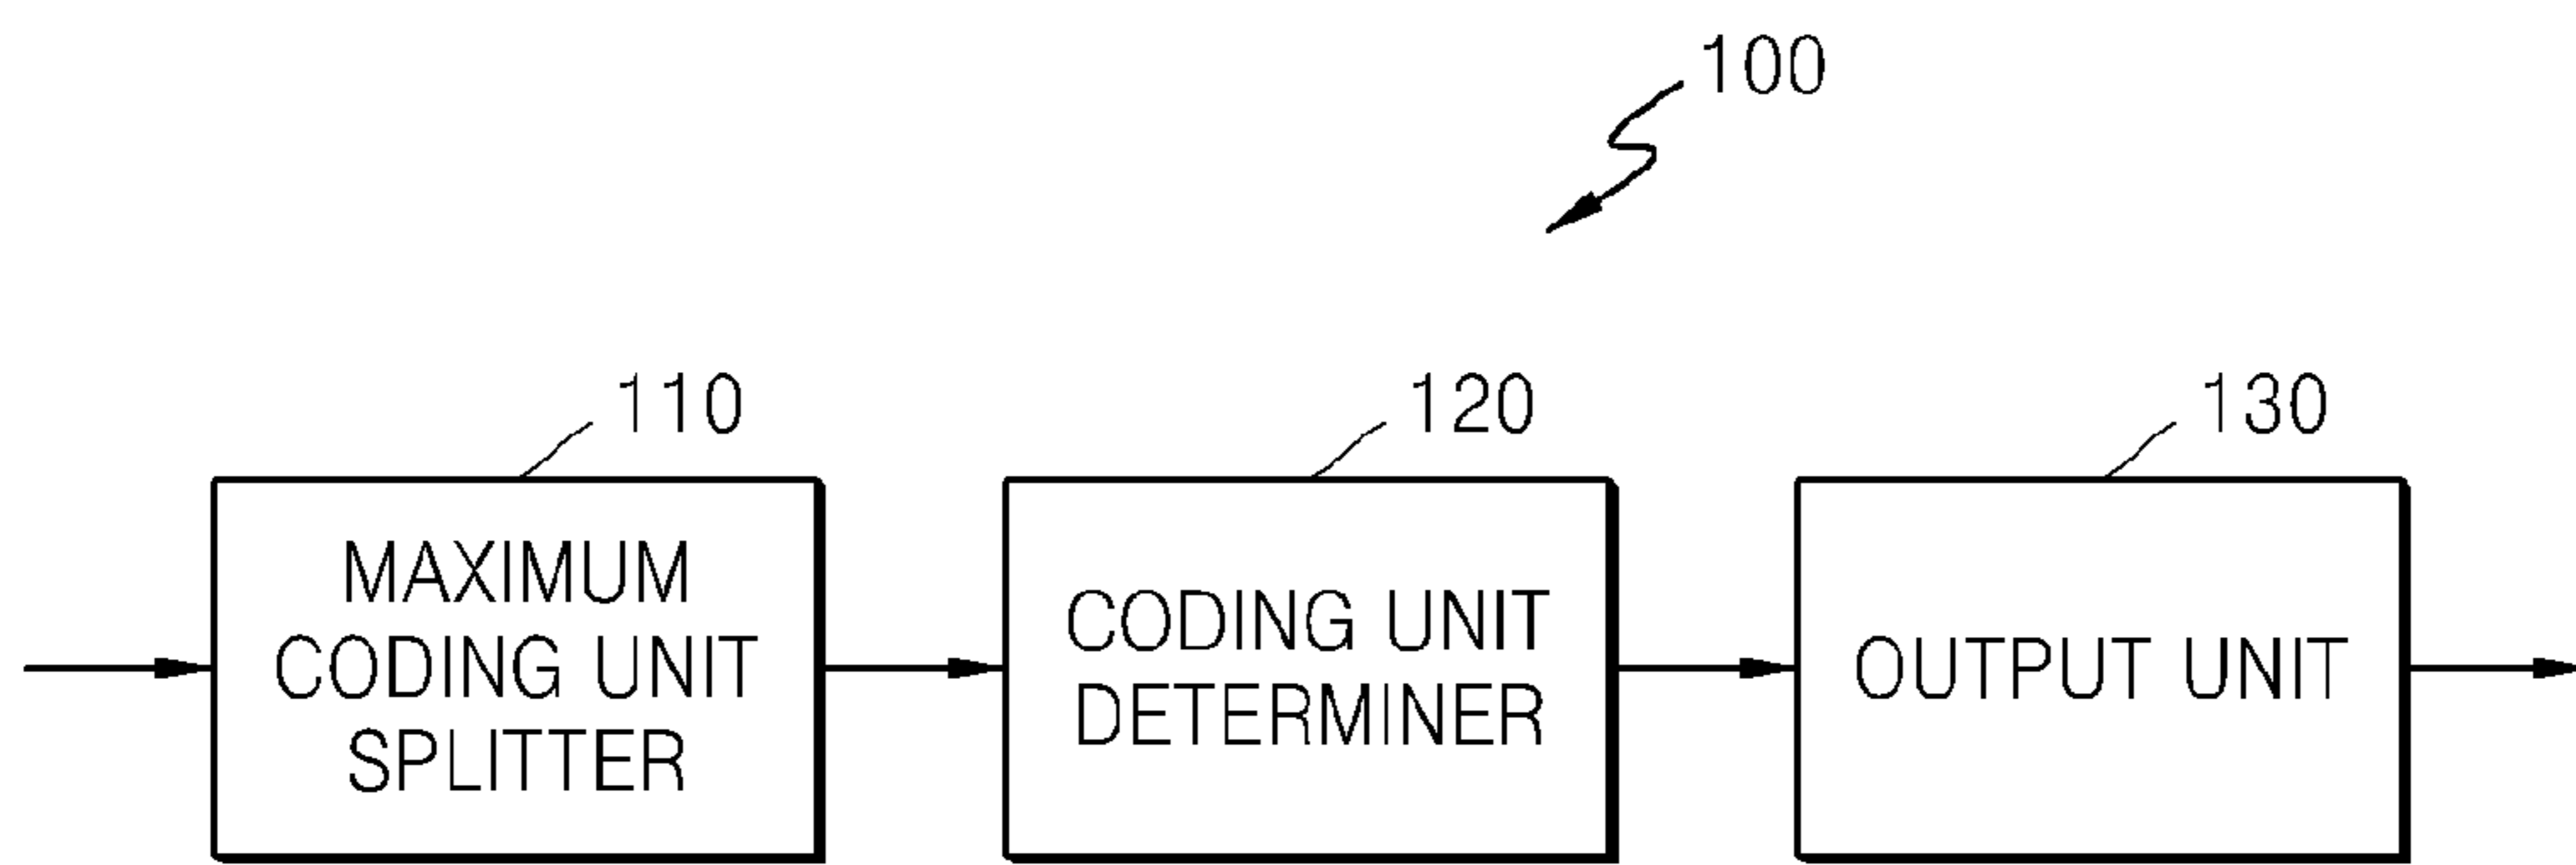 100
110
120
130
MAXIMUM
CODING UNIT
SPLITTER
CODING UNIT
DETERMINER
OUTPUT UNIT